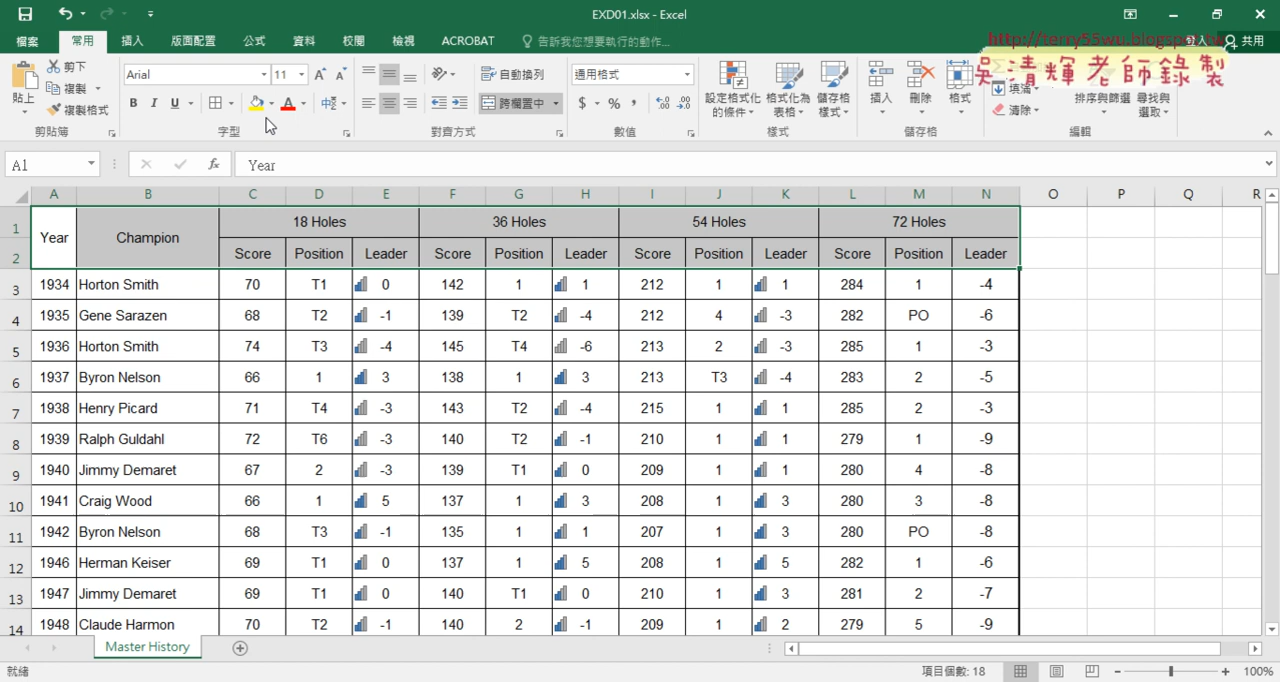 EXD01.xlsx - Excel
檔案 常用 插入 版面配置 公式 資料 校閱 檢視 ACROBAT 告訴我您想要執行的動作... 共用
http://terry55wu.blogspot.tw
吳清輝老師錄製
貼上 剪下 複製 複製格式
Arial 11
B I U 中
自動換列
跨欄置中
通用格式
$ % ,
設定格式化的條件 格式化為表格 儲存格樣式
插入 刪除 格式
填滿 清除 排序與篩選 尋找與選取
剪貼簿 字型 對齊方式 數值 樣式 儲存格 編輯
A1 fx Year
A B C D E F G H I J K L M N O P Q R
1 Year Champion 18 Holes 36 Holes 54 Holes 72 Holes
2 Score Position Leader Score Position Leader Score Position Leader Score Position Leader
3 1934 Horton Smith 70 T1 0 142 1 1 212 1 1 284 1 -4
4 1935 Gene Sarazen 68 T2 -1 139 T2 -4 212 4 -3 282 PO -6
5 1936 Horton Smith 74 T3 -4 145 T4 -6 213 2 -3 285 1 -3
6 1937 Byron Nelson 66 1 3 138 1 3 213 T3 -4 283 2 -5
7 1938 Henry Picard 71 T4 -3 143 T2 -4 215 1 1 285 2 -3
8 1939 Ralph Guldahl 72 T6 -3 140 T2 -1 210 1 1 279 1 -9
9 1940 Jimmy Demaret 67 2 -3 139 T1 0 209 1 1 280 4 -8
10 1941 Craig Wood 66 1 5 137 1 3 208 1 3 280 3 -8
11 1942 Byron Nelson 68 T3 -1 135 1 1 207 1 3 280 PO -8
12 1946 Herman Keiser 69 T1 0 137 1 5 208 1 5 282 1 -6
13 1947 Jimmy Demaret 69 T1 0 140 T1 0 210 1 3 281 2 -7
14 1948 Claude Harmon 70 T2 -1 140 2 -1 209 1 2 279 5 -9
Master History
就緒 項目個數: 18 100%